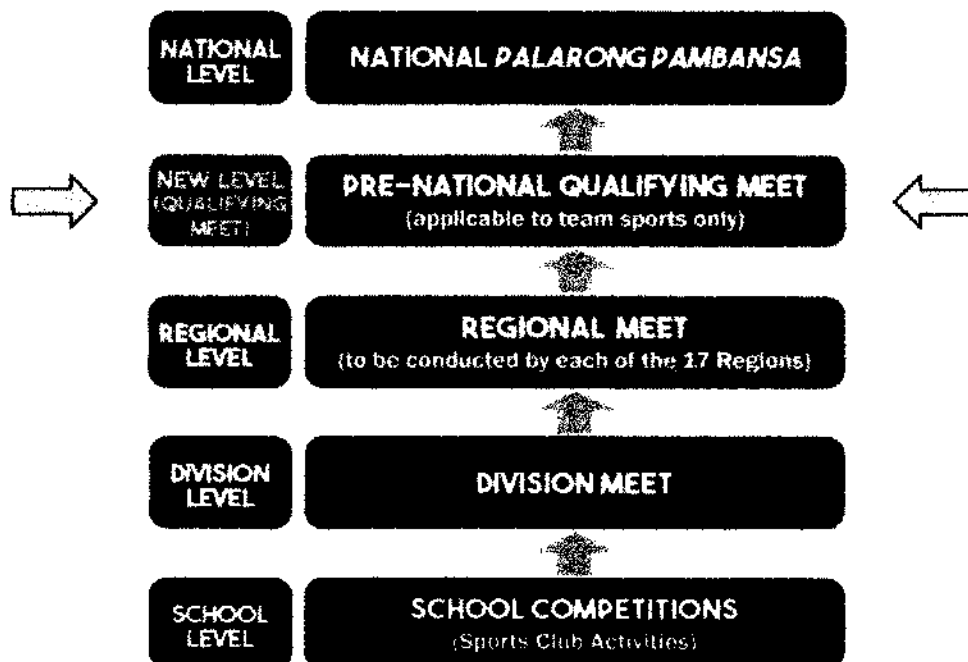 NATIONAL
LEVEL
NATIONAL PALARONG PAMBANSA
NEW LEVEL
(QUALIFYING
MEET)
PRE-NATIONAL QUALIFYING MEET
(applicable to team sports only)
REGIONAL
LEVEL
REGIONAL MEET
(to be conducted by each of the 17 Regions)
DIVISION
LEVEL
DIVISION MEET
SCHOOL
LEVEL
SCHOOL COMPETITIONS
(Sports Club Activities)